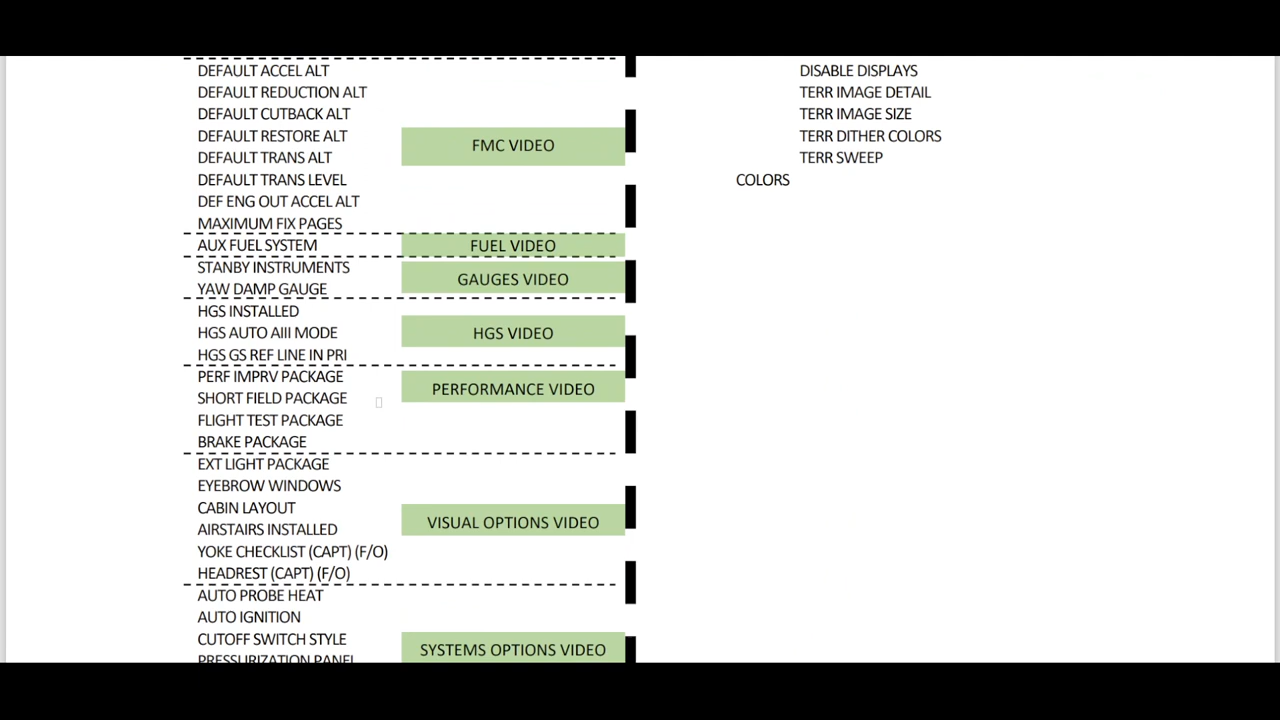 DEFAULT ACCEL ALT
DEFAULT REDUCTION ALT
DEFAULT CUTBACK ALT
DEFAULT RESTORE ALT
DEFAULT TRANS ALT
DEFAULT TRANS LEVEL
DEF ENG OUT ACCEL ALT
MAXIMUM FIX PAGES
FMC VIDEO
AUX FUEL SYSTEM
FUEL VIDEO
STANBY INSTRUMENTS
YAW DAMP GAUGE
GAUGES VIDEO
HGS INSTALLED
HGS AUTO AIII MODE
HGS GS REF LINE IN PRI
HGS VIDEO
PERF IMPRV PACKAGE
SHORT FIELD PACKAGE
FLIGHT TEST PACKAGE
BRAKE PACKAGE
PERFORMANCE VIDEO
EXT LIGHT PACKAGE
EYEBROW WINDOWS
CABIN LAYOUT
AIRSTAIRS INSTALLED
YOKE CHECKLIST (CAPT) (F/O)
HEADREST (CAPT) (F/O)
VISUAL OPTIONS VIDEO
AUTO PROBE HEAT
AUTO IGNITION
CUTOFF SWITCH STYLE
PRESSURIZATION PANEL
SYSTEMS OPTIONS VIDEO
DISABLE DISPLAYS
TERR IMAGE DETAIL
TERR IMAGE SIZE
TERR DITHER COLORS
TERR SWEEP
COLORS